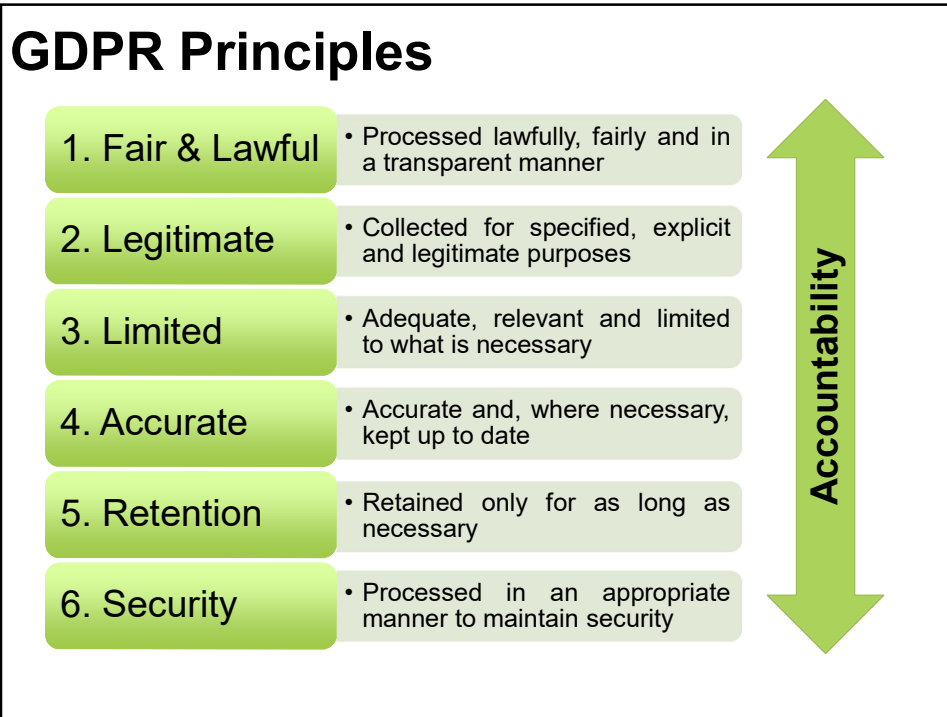 GDPR Principles
1. Fair & Lawful
• Processed lawfully, fairly and in
a transparent manner
2. Legitimate
• Collected for specified, explicit
and legitimate purposes
3. Limited
• Adequate, relevant and limited
to what is necessary
4. Accurate
• Accurate and, where necessary,
kept up to date
5. Retention
• Retained only for as long as
necessary
6. Security
• Processed in an appropriate
manner to maintain security
Accountability